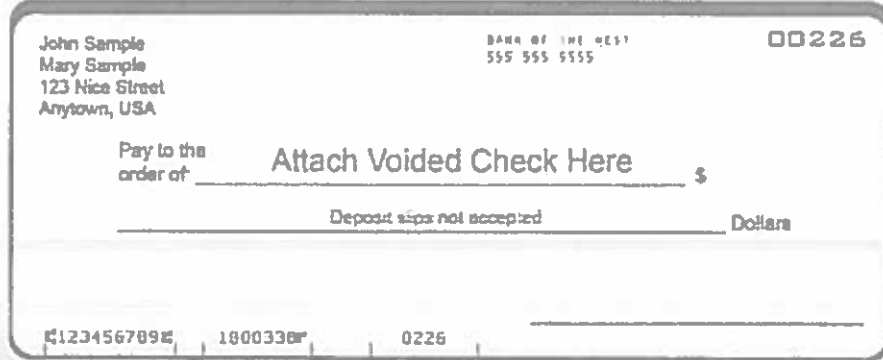 John Sample
Mary Sample
123 Nice Street
Anytown, USA
BANK OF THE WEST
555 555 5555
00226
Pay to the
order of Attach Voided Check Here $
Deposit slips not accepted Dollars
⑆123456789⑆ 1800338⑈ 0226